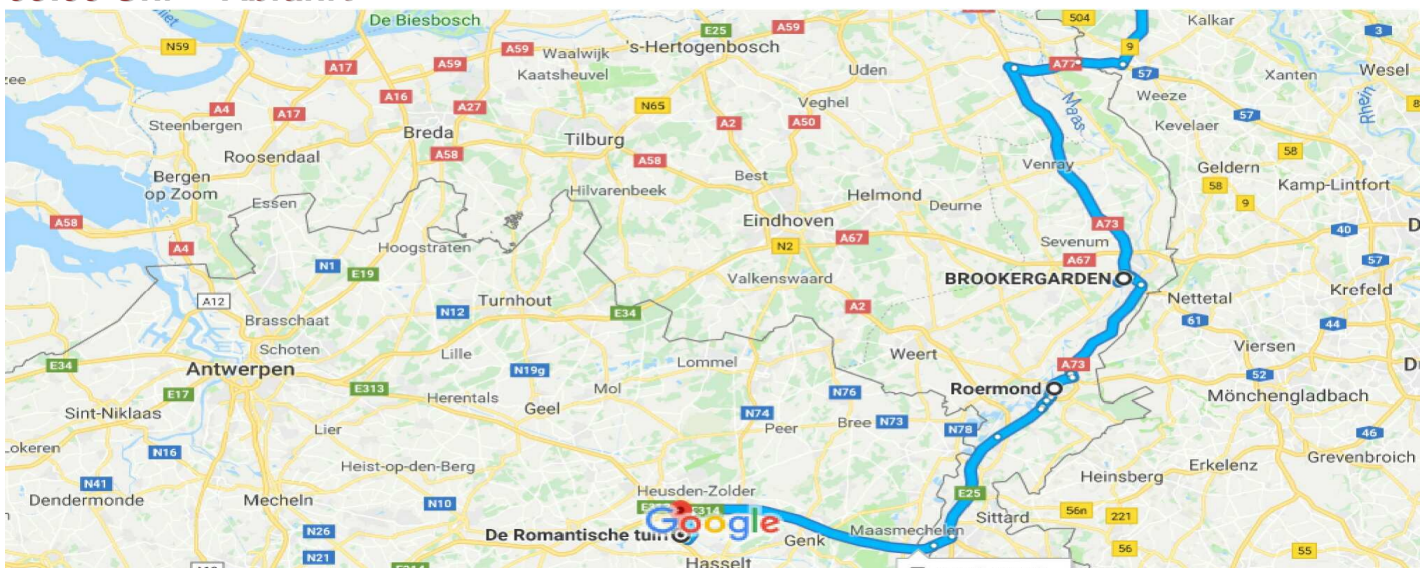 De Biesbosch
504
Kalkar
N59
A59
E25
A59
's-Hertogenbosch
9
3
Waalwijk
A17
A59
Kaatsheuvel
Uden
A77
57
Xanten
Wesel
A4
A16
A27
N65
Veghel
Maas
Weeze
Rhein
Steenbergen
A17
Breda
Tilburg
A2
A50
57
Kevelaer
Roosendaal
A58
A58
Venray
58
Bergen
op Zoom
Essen
Hilvarenbeek
Best
Helmond
Deurne
Geldern
58
Kamp-Lintfort
9
A58
Eindhoven
A73
40
A4
Hoogstraten
N2
A67
Sevenum
N1
E19
Valkenswaard
A67
57
BROOKERGARDEN
A12
Turnhout
Nettetal
Krefeld
Brasschaat
N12
E34
A2
61
44
Schoten
Lille
Weert
Viersen
E34
Antwerpen
N19g
Lommel
A73
52
E17
E313
Mol
N76
Roermond
Mönchengladbach
Sint-Niklaas
Herentals
Geel
N74
Bree
N73
Lier
Peer
N78
46
Lokeren
N16
Grevenbroich
Heist-op-den-Berg
Erkelenz
Heinsberg
N41
Dendermonde
Mecheln
N10
Heusden-Zolder
E25
E314
Sittard
56n
221
Google
N26
De Romantische tuin
Maasmechelen
Genk
56
55
N21
Hasselt
E314